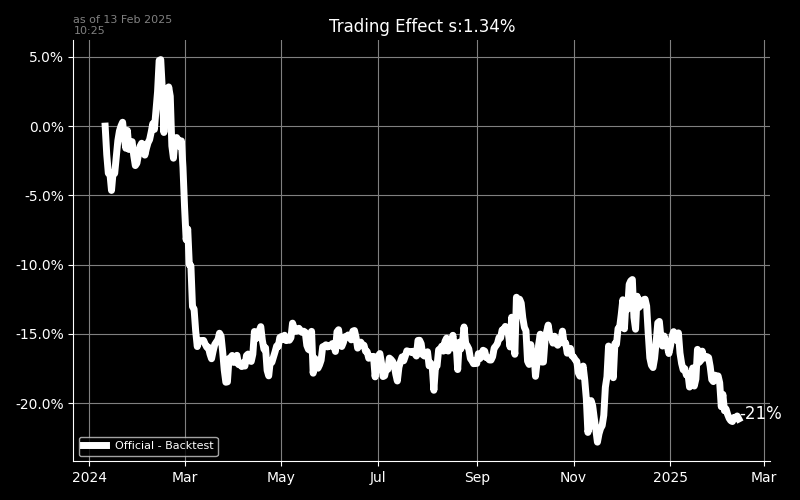 as of 13 Feb 2025
10:25
Trading Effect s:1.34%
5.0%
0.0%
-5.0%
-10.0%
-15.0%
-20.0%
-21%
Official - Backtest
2024 Mar May Jul Sep Nov 2025 Mar